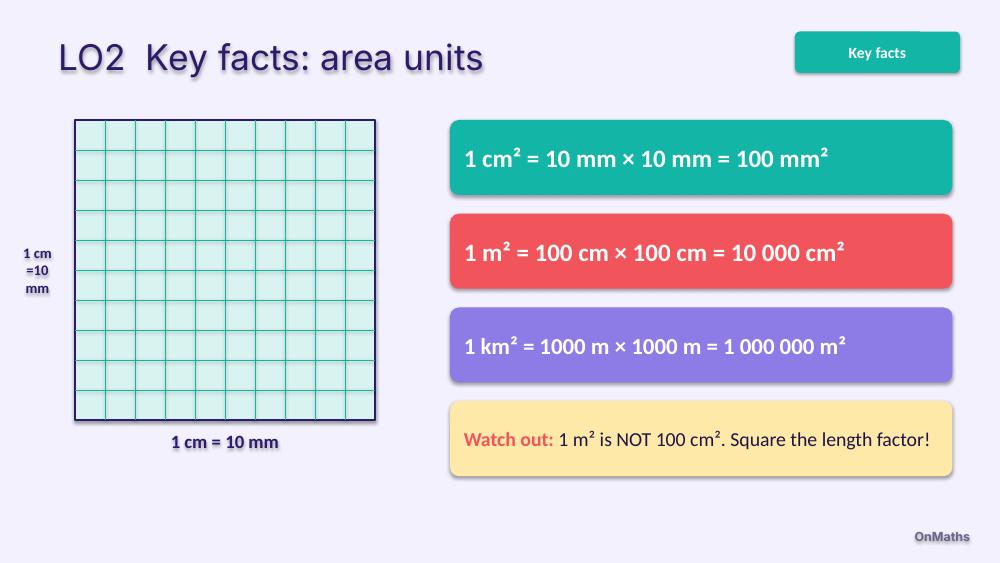 LO2 Key facts: area units
Key facts
1 cm
=10
mm
1 cm = 10 mm
1 cm² = 10 mm × 10 mm = 100 mm²
1 m² = 100 cm × 100 cm = 10 000 cm²
1 km² = 1000 m × 1000 m = 1 000 000 m²
Watch out: 1 m² is NOT 100 cm². Square the length factor!
OnMaths